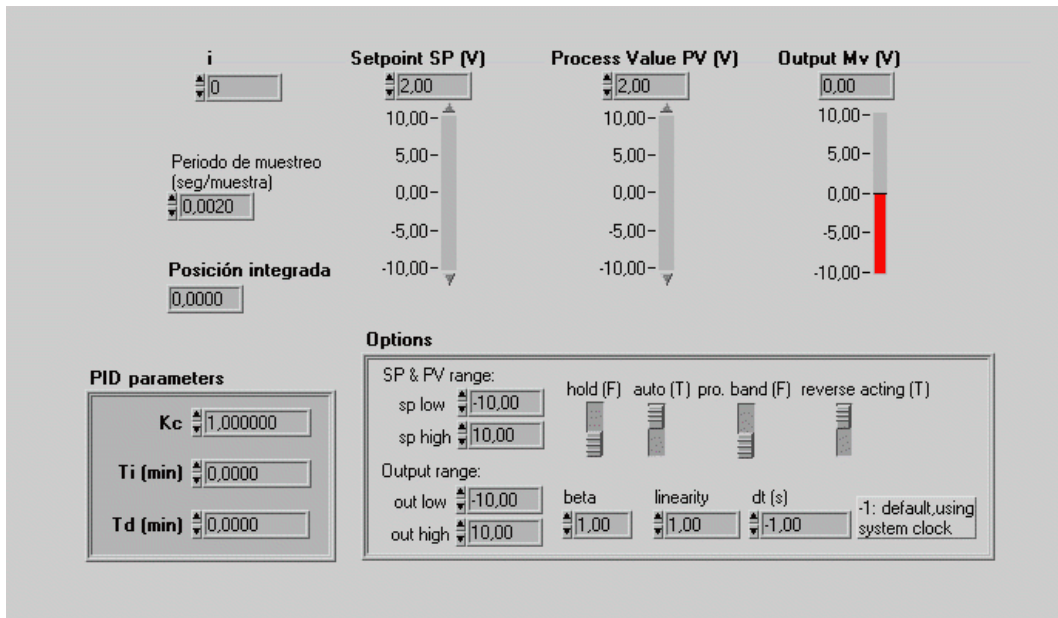 i
0
Setpoint SP (V)
2,00
10,00-
5,00-
0,00-
-5,00-
-10,00-
Process Value PV (V)
2,00
10,00-
5,00-
0,00-
-5,00-
-10,00-
Output Mv (V)
0,00
10,00-
5,00-
0,00-
-5,00-
-10,00-
Periodo de muestreo
(seg/muestra)
0,0020
Posición integrada
0,0000
PID parameters
Kc 1,000000
Ti (min) 0,0000
Td (min) 0,0000
Options
SP & PV range:
sp low -10,00
sp high 10,00
Output range:
out low -10,00
out high 10,00
hold (F) auto (T) pro. band (F) reverse acting (T)
beta
1,00
linearity
1,00
dt (s)
-1,00
-1: default,using
system clock